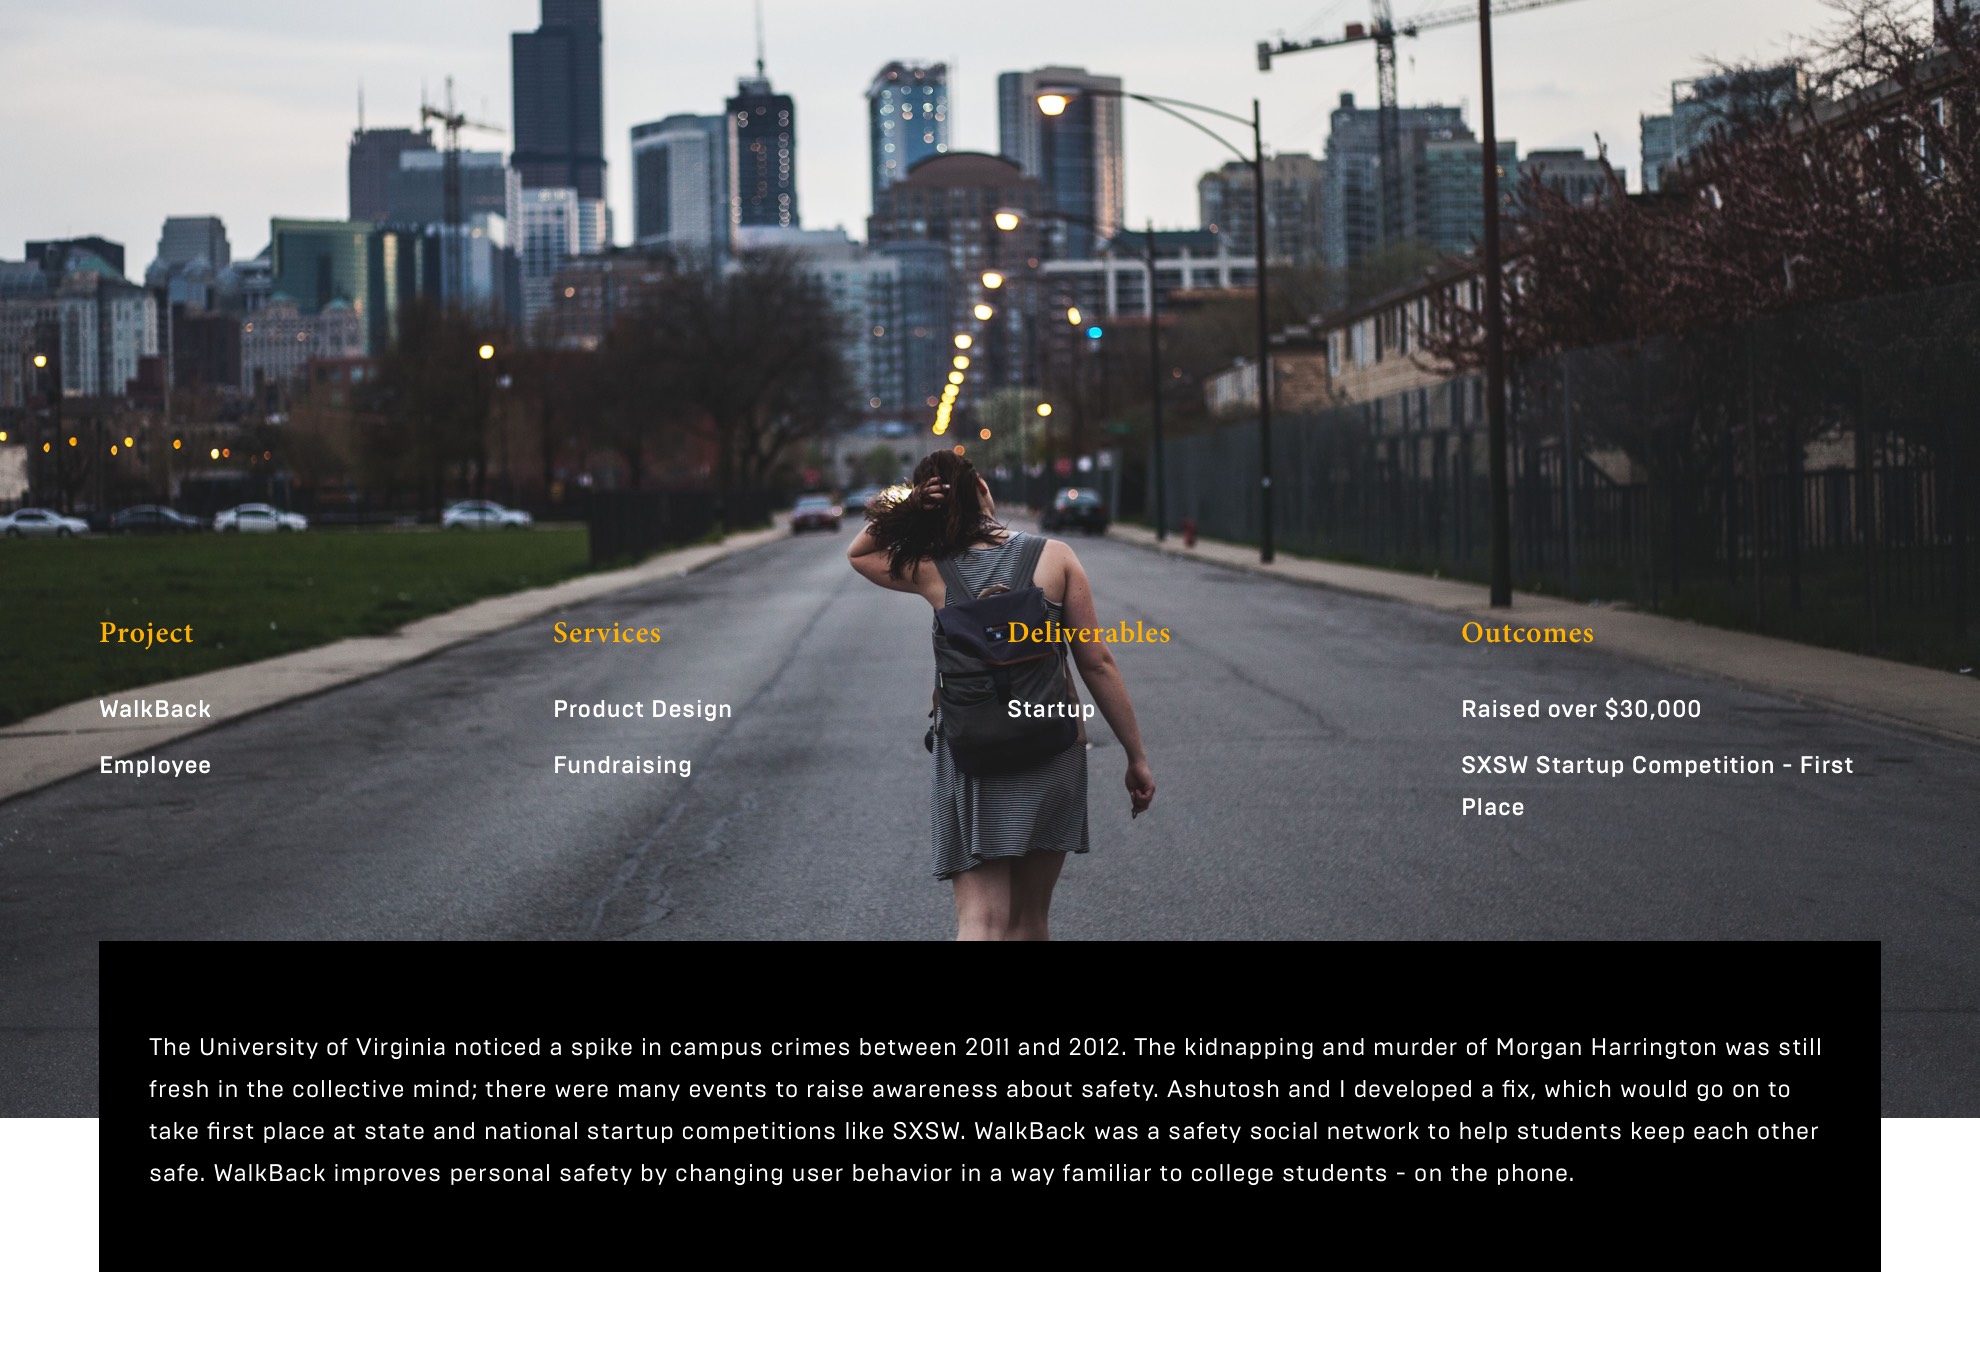 Project
Services
Deliverables
Outcomes
WalkBack
Product Design
Startup
Raised over $30,000
Employee
Fundraising
SXSW Startup Competition - First
Place
The University of Virginia noticed a spike in campus crimes between 2011 and 2012. The kidnapping and murder of Morgan Harrington was still
fresh in the collective mind; there were many events to raise awareness about safety. Ashutosh and I developed a fix, which would go on to
take first place at state and national startup competitions like SXSW. WalkBack was a safety social network to help students keep each other
safe. WalkBack improves personal safety by changing user behavior in a way familiar to college students - on the phone.